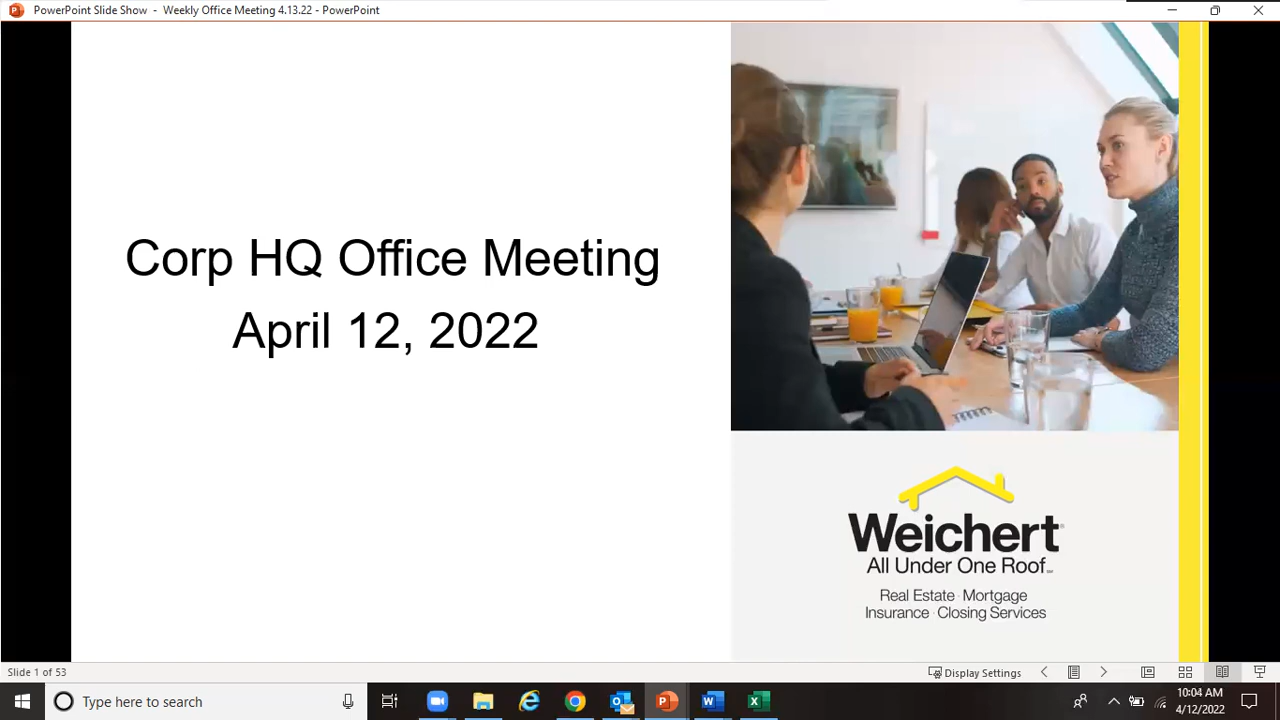 PowerPoint Slide Show - Weekly Office Meeting 4.13.22 - PowerPoint
Corp HQ Office Meeting
April 12, 2022
Weichert®
All Under One Roof
Real Estate · Mortgage
Insurance · Closing Services
Slide 1 of 53
Display Settings
Type here to search
10:04 AM
4/12/2022